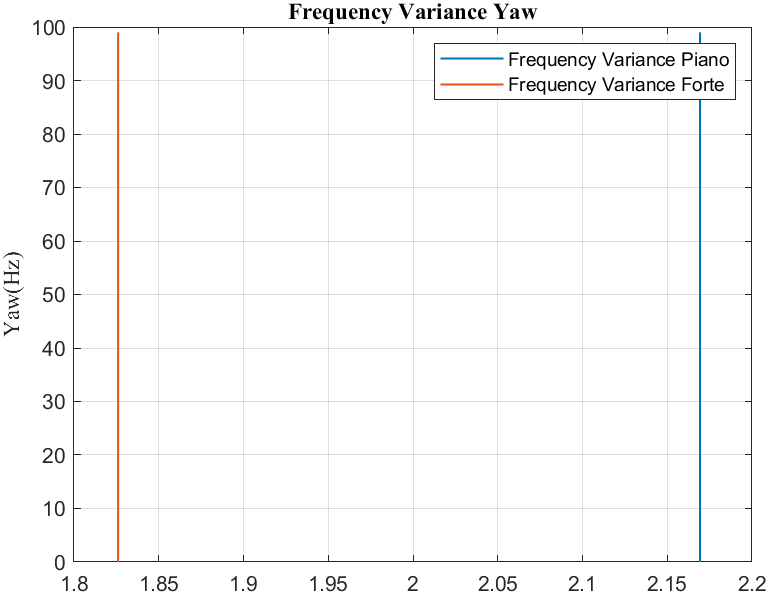 Frequency Variance Yaw
Frequency Variance Piano
Frequency Variance Forte
Yaw(Hz)
100
90
80
70
60
50
40
30
20
10
0
1.8 1.85 1.9 1.95 2 2.05 2.1 2.15 2.2